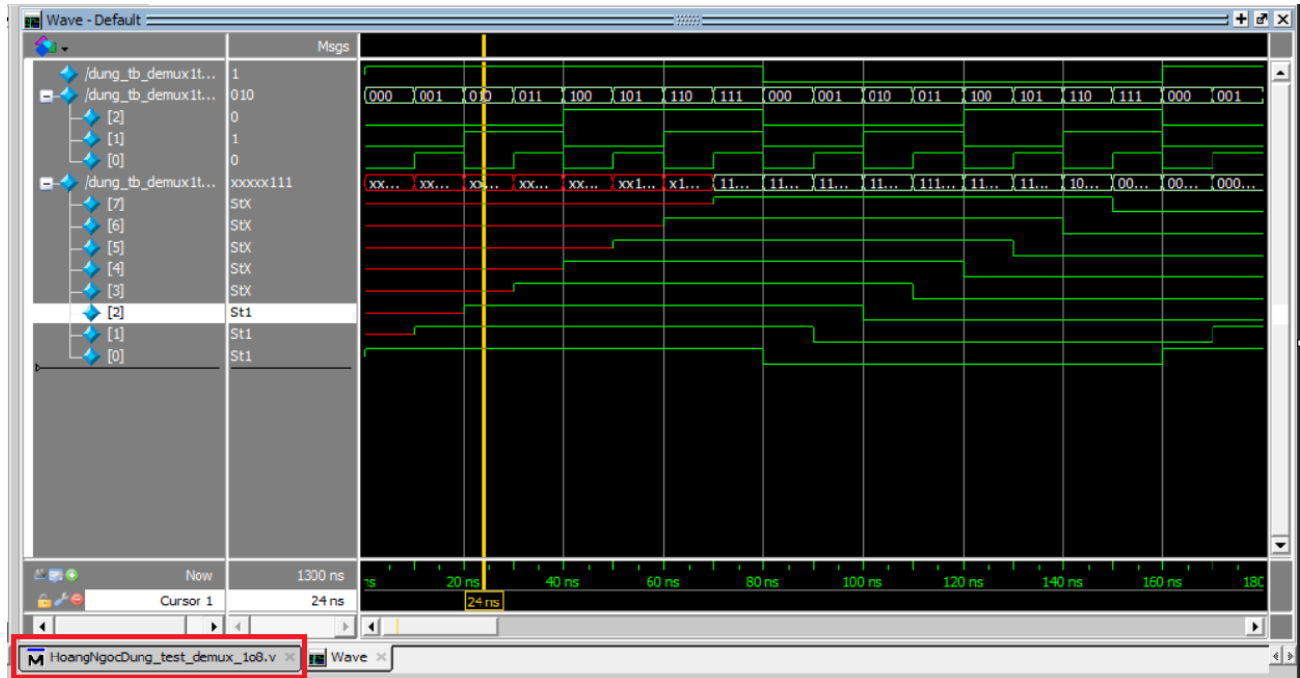 Wave - Default
Msgs
/dung_tb_demux1t... 1
/dung_tb_demux1t... 010 000 001 010 011 100 101 110 111 000 001 010 011 100 101 110 111 000 001
[2] 0
[1] 1
[0] 0
/dung_tb_demux1t... xxxxx111 xx... xx... xx... xx... xx... xx1... x1... 11... 11... 11... 11... 111... 11... 11... 10... 00... 00... 000...
[7] StX
[6] StX
[5] StX
[4] StX
[3] StX
[2] St1
[1] St1
[0] St1
Now 1300 ns 20 ns 40 ns 60 ns 80 ns 100 ns 120 ns 140 ns 160 ns 180
Cursor 1 24 ns 24 ns
HoangNgocDung_test_demux_1o8.v Wave